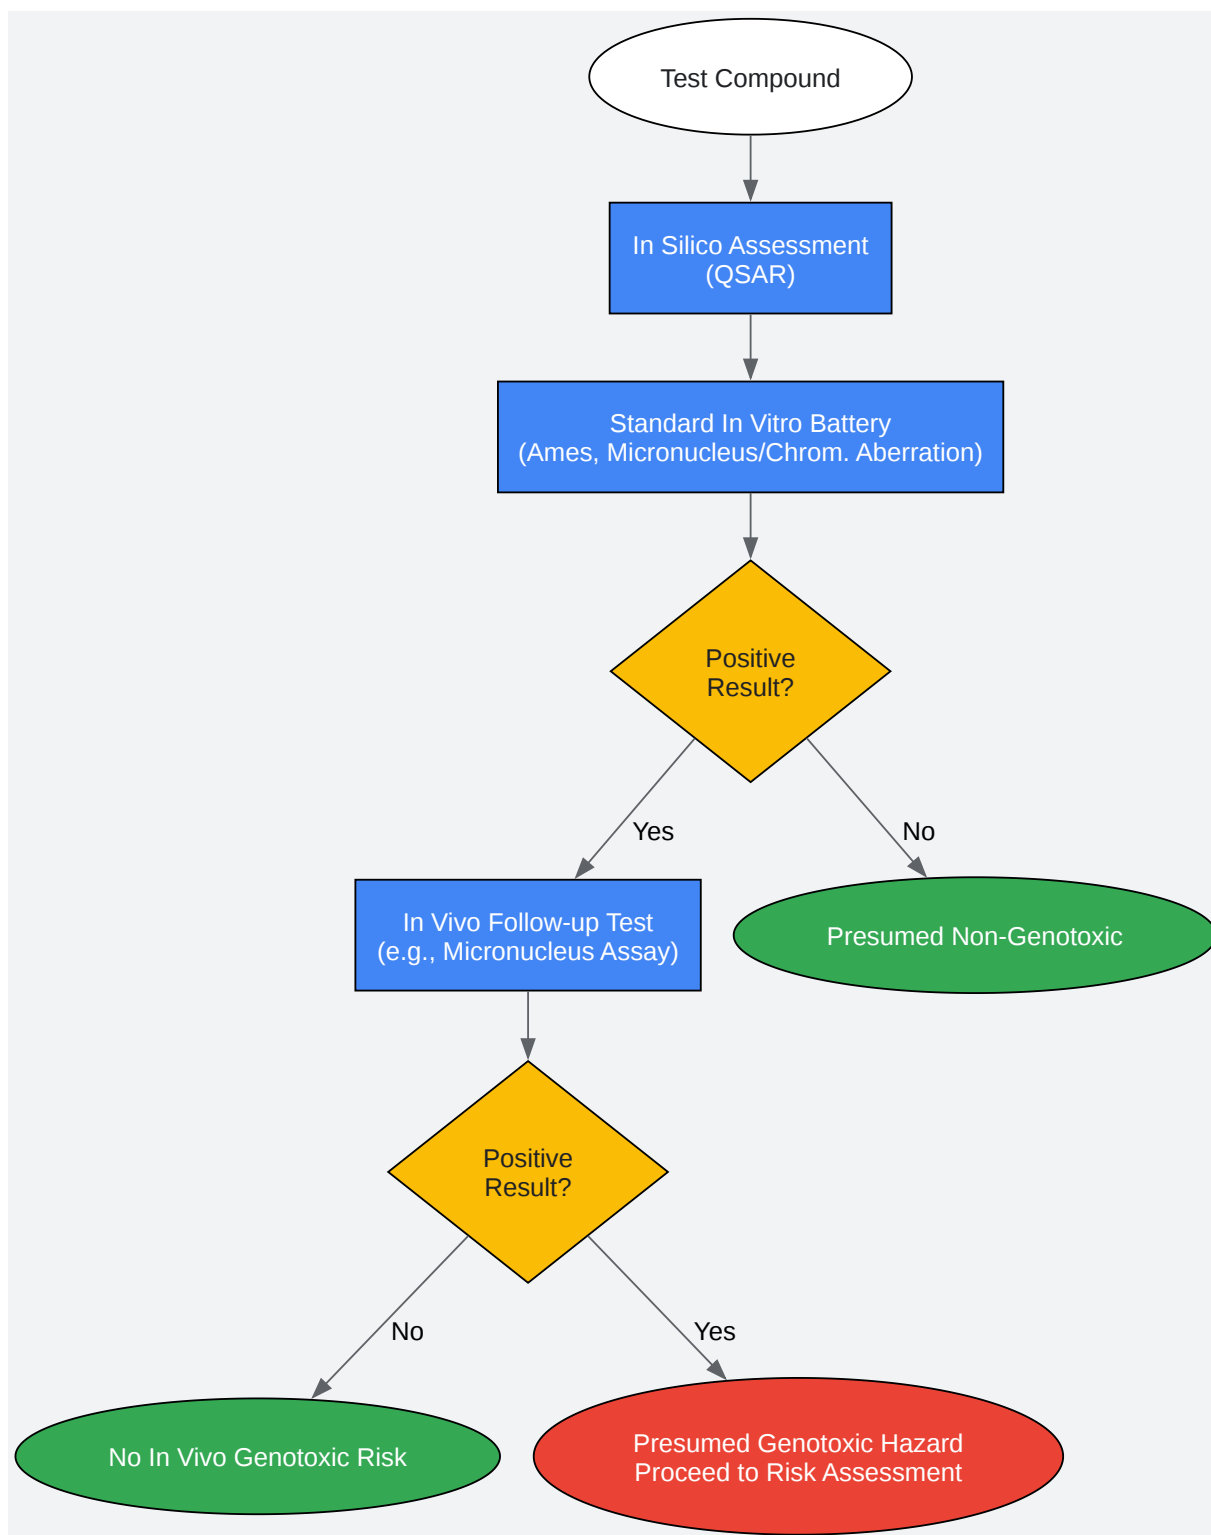 Test Compound
In Silico Assessment
(QSAR)
Standard In Vitro Battery
(Ames, Micronucleus/Chrom. Aberration)
Positive
Result?
Yes
No
In Vivo Follow-up Test
(e.g., Micronucleus Assay)
Presumed Non-Genotoxic
Positive
Result?
No
Yes
No In Vivo Genotoxic Risk
Presumed Genotoxic Hazard
Proceed to Risk Assessment